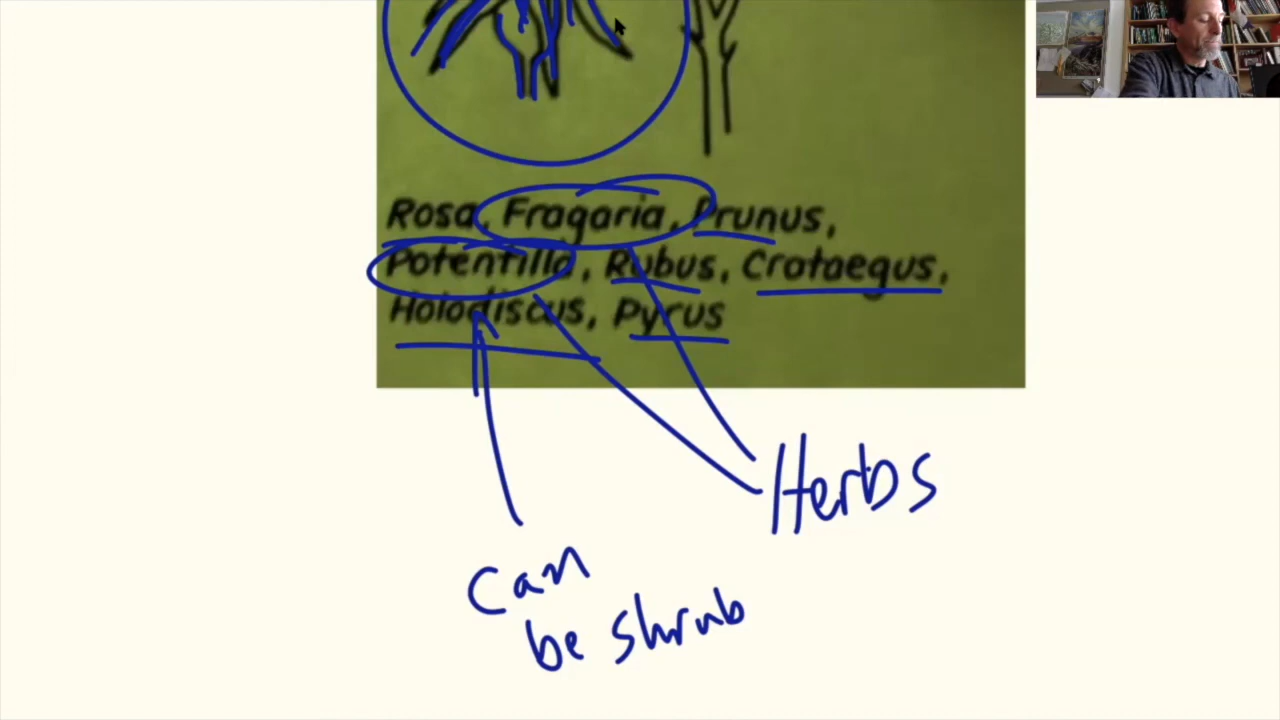 Rosa, Fragaria, Prunus,
Potentilla, Rubus, Crataegus,
Holodiscus, Pyrus
Herbs
Can
be shrub